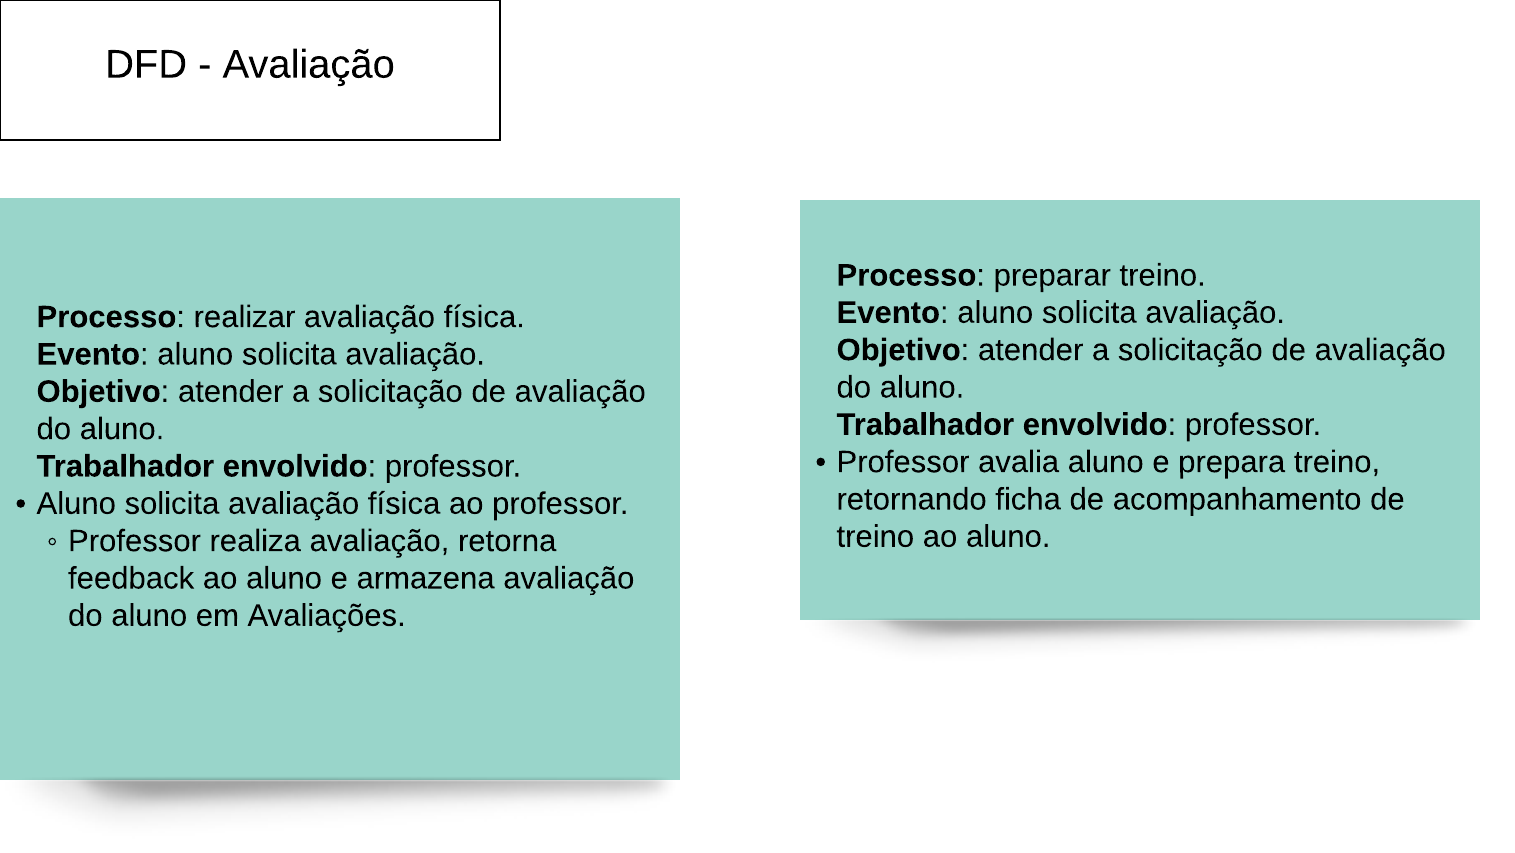 DFD - Avaliação
Processo: realizar avaliação física.
Evento: aluno solicita avaliação.
Objetivo: atender a solicitação de avaliação
do aluno.
Trabalhador envolvido: professor.
• Aluno solicita avaliação física ao professor.
◦ Professor realiza avaliação, retorna
feedback ao aluno e armazena avaliação
do aluno em Avaliações.
Processo: preparar treino.
Evento: aluno solicita avaliação.
Objetivo: atender a solicitação de avaliação
do aluno.
Trabalhador envolvido: professor.
• Professor avalia aluno e prepara treino,
retornando ficha de acompanhamento de
treino ao aluno.